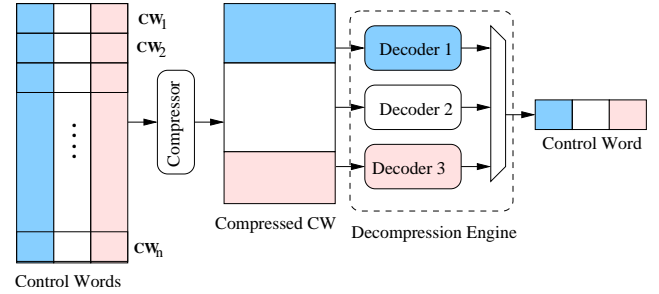 CW1
CW2
CWn
Control Words
Compressor
Compressed CW
Decoder 1
Decoder 2
Decoder 3
Decompression Engine
Control Word